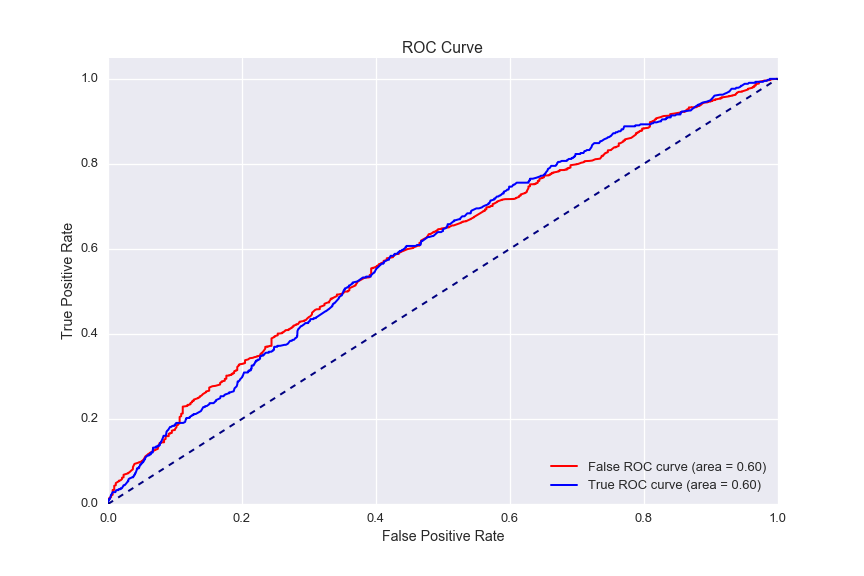 ROC Curve
True Positive Rate
1.0
0.8
0.6
0.4
0.2
0.0
0.0 0.2 0.4 0.6 0.8 1.0
False Positive Rate
False ROC curve (area = 0.60)
True ROC curve (area = 0.60)